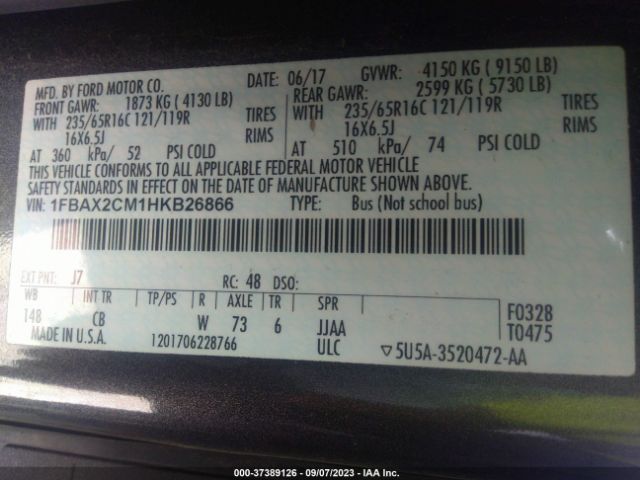 MFD. BY FORD MOTOR CO.
DATE: 06/17 GVWR: 4150 KG ( 9150 LB)
FRONT GAWR: 1873 KG ( 4130 LB)
REAR GAWR: 2599 KG ( 5730 LB)
WITH 235/65R16C 121/119R TIRES
WITH 235/65R16C 121/119R TIRES
16X6.5J RIMS
16X6.5J RIMS
AT 360 kPa/ 52 PSI COLD
AT 510 kPa/ 74 PSI COLD
THIS VEHICLE CONFORMS TO ALL APPLICABLE FEDERAL MOTOR VEHICLE
SAFETY STANDARDS IN EFFECT ON THE DATE OF MANUFACTURE SHOWN ABOVE.
VIN: 1FBAX2CM1HKB26866 TYPE: Bus (Not school bus)
EXT PNT: J7 RC: 48 DSO:
WB INT TR TP/PS R AXLE TR SPR
148 CB W 73 6 JJAA F032B
MADE IN U.S.A. 1201706228766 ULC T0475
▽5U5A-3520472-AA
000-37389126 - 09/07/2023 - IAA Inc.